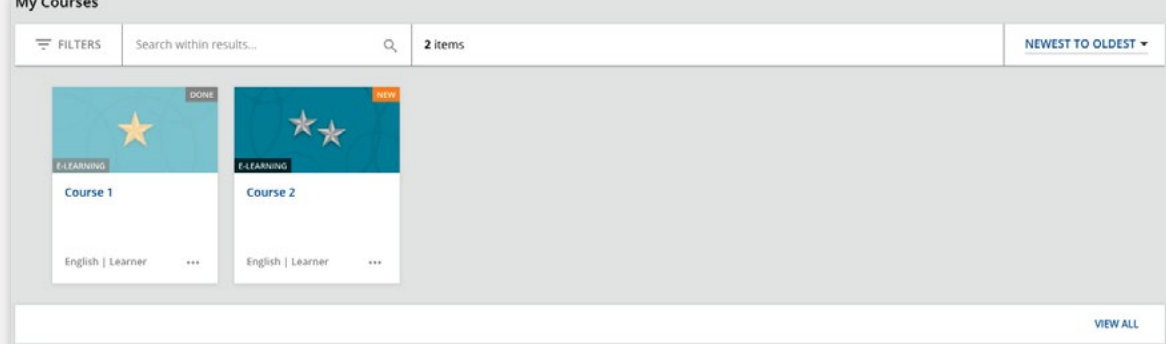 My Courses
FILTERS
Search within results...
2 items
NEWEST TO OLDEST
DONE
NEW
E-LEARNING
E-LEARNING
Course 1
Course 2
English | Learner
...
English | Learner
...
VIEW ALL